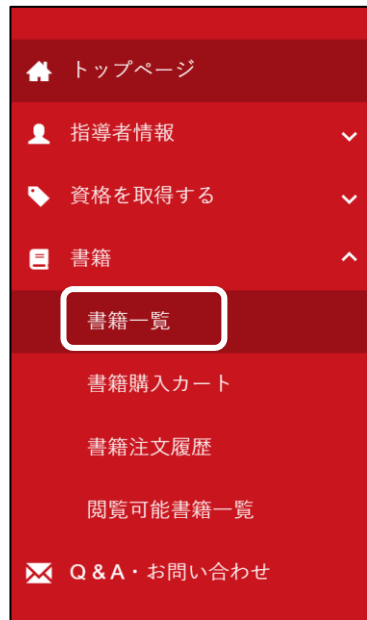 トップページ
指導者情報
資格を取得する
書籍
書籍一覧
書籍購入カート
書籍注文履歴
閲覧可能書籍一覧
Q&A・お問い合わせ